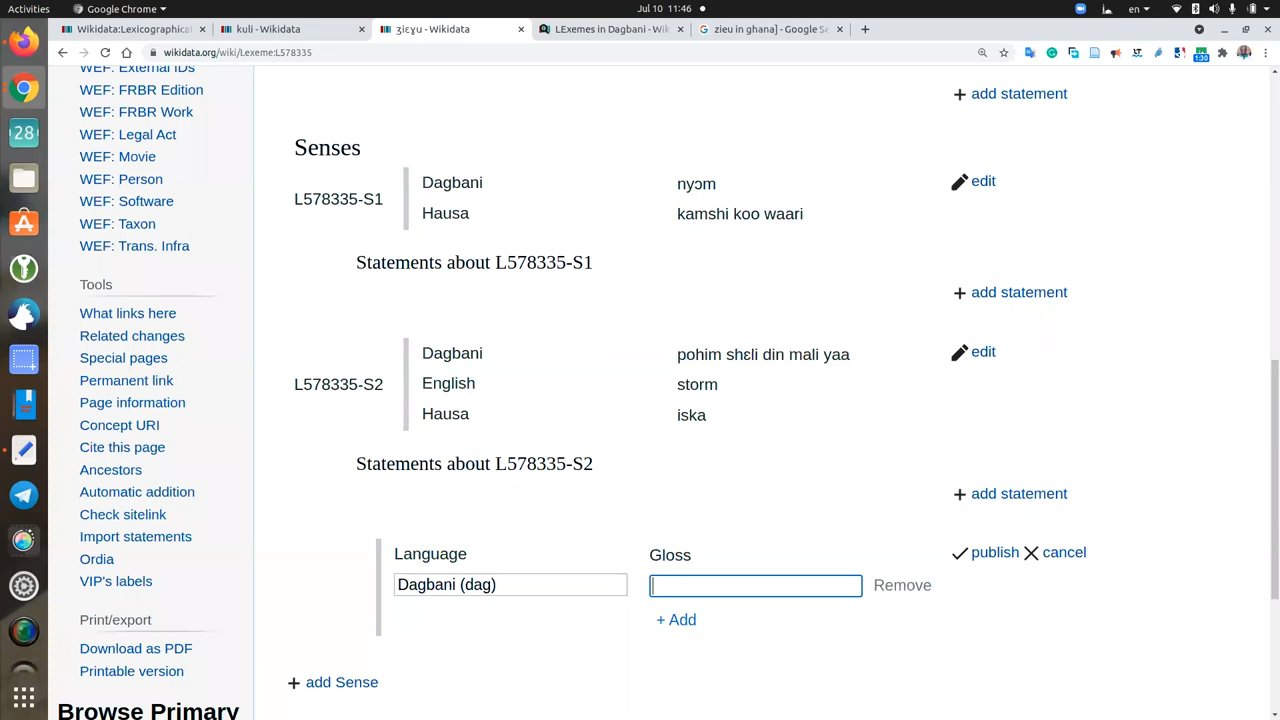 Activities
Google Chrome
Jul 10 11:46
en
Wikidata:Lexicographical
kuli - Wikidata
ʒiɛɣu - Wikidata
LExemes in Dagbani - Wik
zieu in ghana] - Google Se
wikidata.org/wiki/Lexeme:L578335
1:30
28
WEF: External IDs
WEF: FRBR Edition
WEF: FRBR Work
WEF: Legal Act
WEF: Movie
WEF: Person
WEF: Software
WEF: Taxon
WEF: Trans. Infra
Tools
What links here
Related changes
Special pages
Permanent link
Page information
Concept URI
Cite this page
Ancestors
Automatic addition
Check sitelink
Import statements
Ordia
VIP's labels
Print/export
Download as PDF
Printable version
Browse Primary
+ add statement
Senses
L578335-S1
Dagbani nyɔm
Hausa kamshi koo waari
edit
Statements about L578335-S1
+ add statement
L578335-S2
Dagbani pohim shɛli din mali yaa
English storm
Hausa iska
edit
Statements about L578335-S2
+ add statement
Language Gloss
publish cancel
Dagbani (dag)
Remove
+ Add
+ add Sense